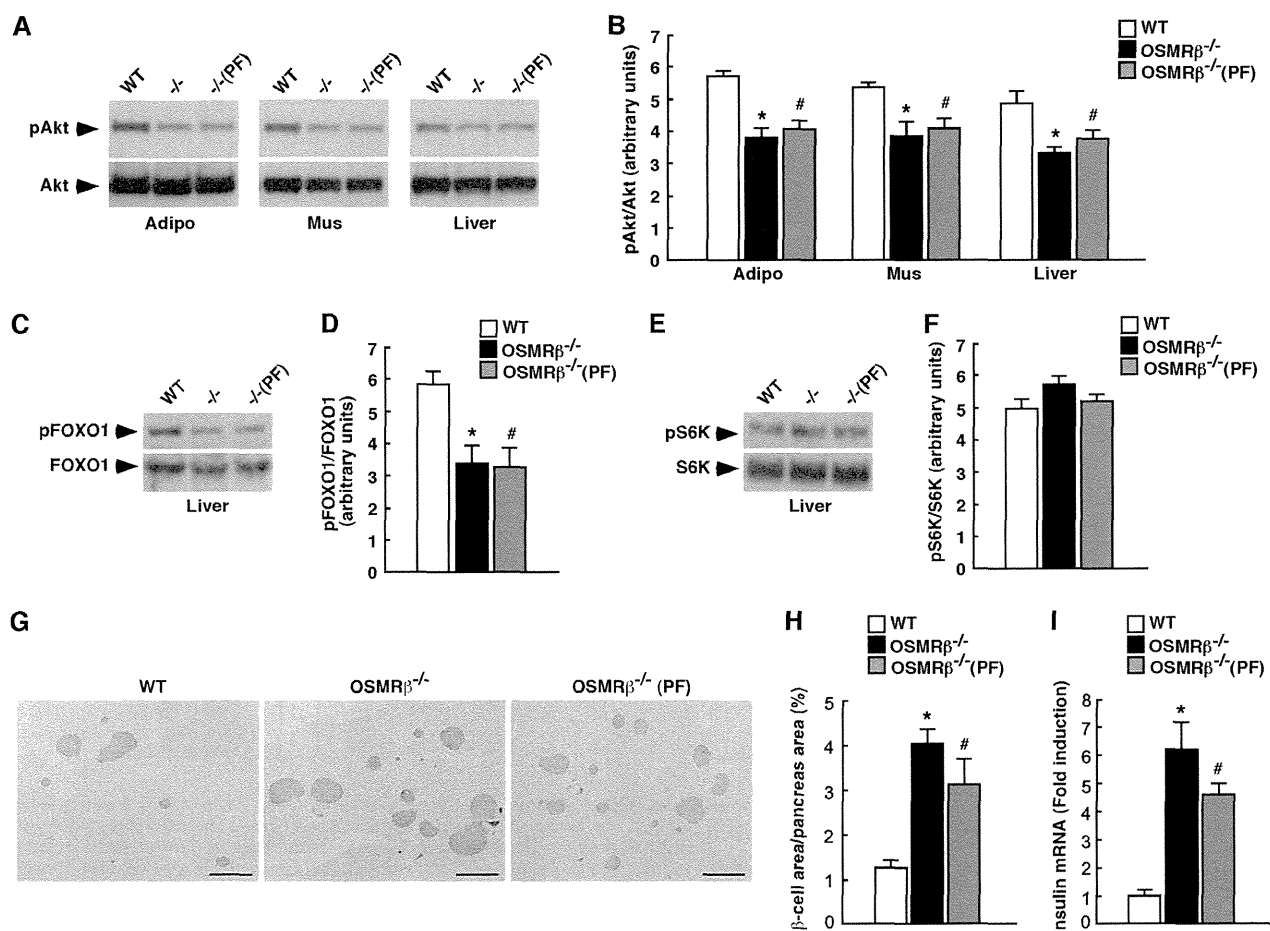 A
WT -/- -/-(PF) WT -/- -/-(PF) WT -/- -/-(PF)
pAkt
Akt
Adipo Mus Liver
B
WT
OSMRβ-/-
OSMRβ-/-(PF)
pAkt/Akt (arbitrary units)
7
6
5
4
3
2
1
0
* # * # * #
Adipo Mus Liver
C
WT -/- -/-(PF)
pFOXO1
FOXO1
Liver
D
WT
OSMRβ-/-
OSMRβ-/-(PF)
pFOXO1/FOXO1
(arbitrary units)
7
6
5
4
3
2
1
0
* #
E
WT -/- -/-(PF)
pS6K
S6K
Liver
F
WT
OSMRβ-/-
OSMRβ-/-(PF)
pS6K/S6K (arbitrary units)
7
6
5
4
3
2
1
0
G
WT OSMRβ-/- OSMRβ-/- (PF)
H
WT
OSMRβ-/-
OSMRβ-/-(PF)
β-cell area/pancreas area (%)
5
4
3
2
1
0
* #
I
WT
OSMRβ-/-
OSMRβ-/-(PF)
nsulin mRNA (Fold induction)
8
7
6
5
4
3
2
1
0
* #